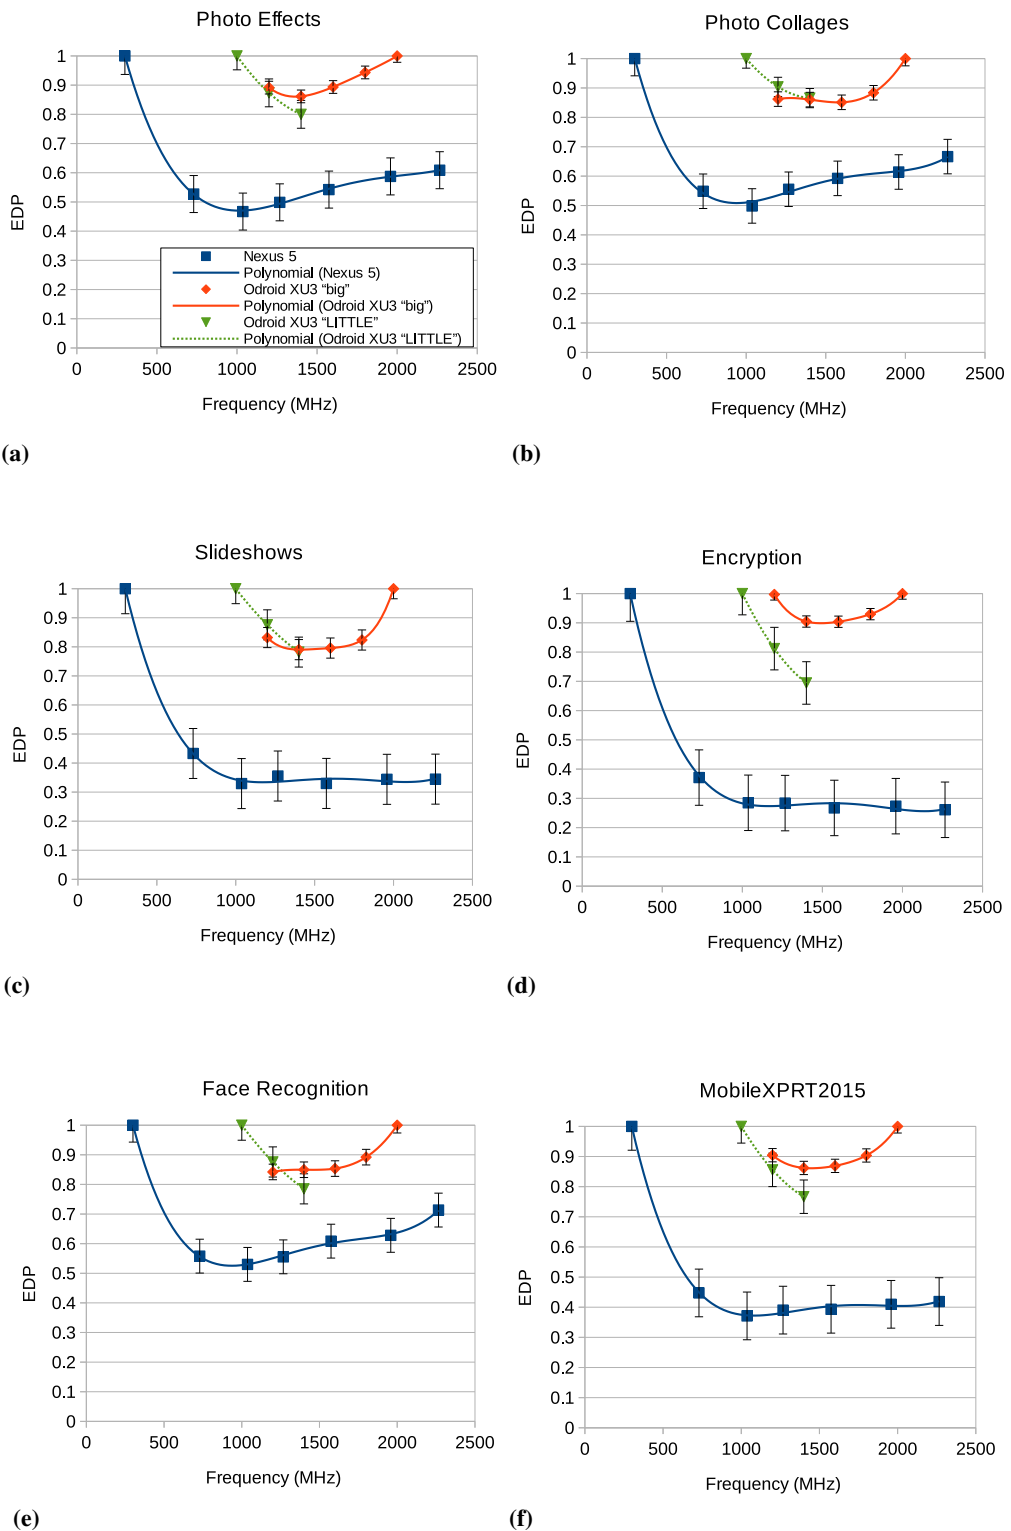 Photo Effects
1
0.9
0.8
0.7
0.6
0.5
0.4
0.3
0.2
0.1
0
EDP
Nexus 5
Polynomial (Nexus 5)
Odroid XU3 “big”
Polynomial (Odroid XU3 “big”)
Odroid XU3 “LITTLE”
Polynomial (Odroid XU3 “LITTLE”)
0 500 1000 1500 2000 2500
Frequency (MHz)
(a)
Photo Collages
1
0.9
0.8
0.7
0.6
0.5
0.4
0.3
0.2
0.1
0
EDP
0 500 1000 1500 2000 2500
Frequency (MHz)
(b)
Slideshows
1
0.9
0.8
0.7
0.6
0.5
0.4
0.3
0.2
0.1
0
EDP
0 500 1000 1500 2000 2500
Frequency (MHz)
(c)
Encryption
1
0.9
0.8
0.7
0.6
0.5
0.4
0.3
0.2
0.1
0
EDP
0 500 1000 1500 2000 2500
Frequency (MHz)
(d)
Face Recognition
1
0.9
0.8
0.7
0.6
0.5
0.4
0.3
0.2
0.1
0
EDP
0 500 1000 1500 2000 2500
Frequency (MHz)
(e)
MobileXPRT2015
1
0.9
0.8
0.7
0.6
0.5
0.4
0.3
0.2
0.1
0
EDP
0 500 1000 1500 2000 2500
Frequency (MHz)
(f)